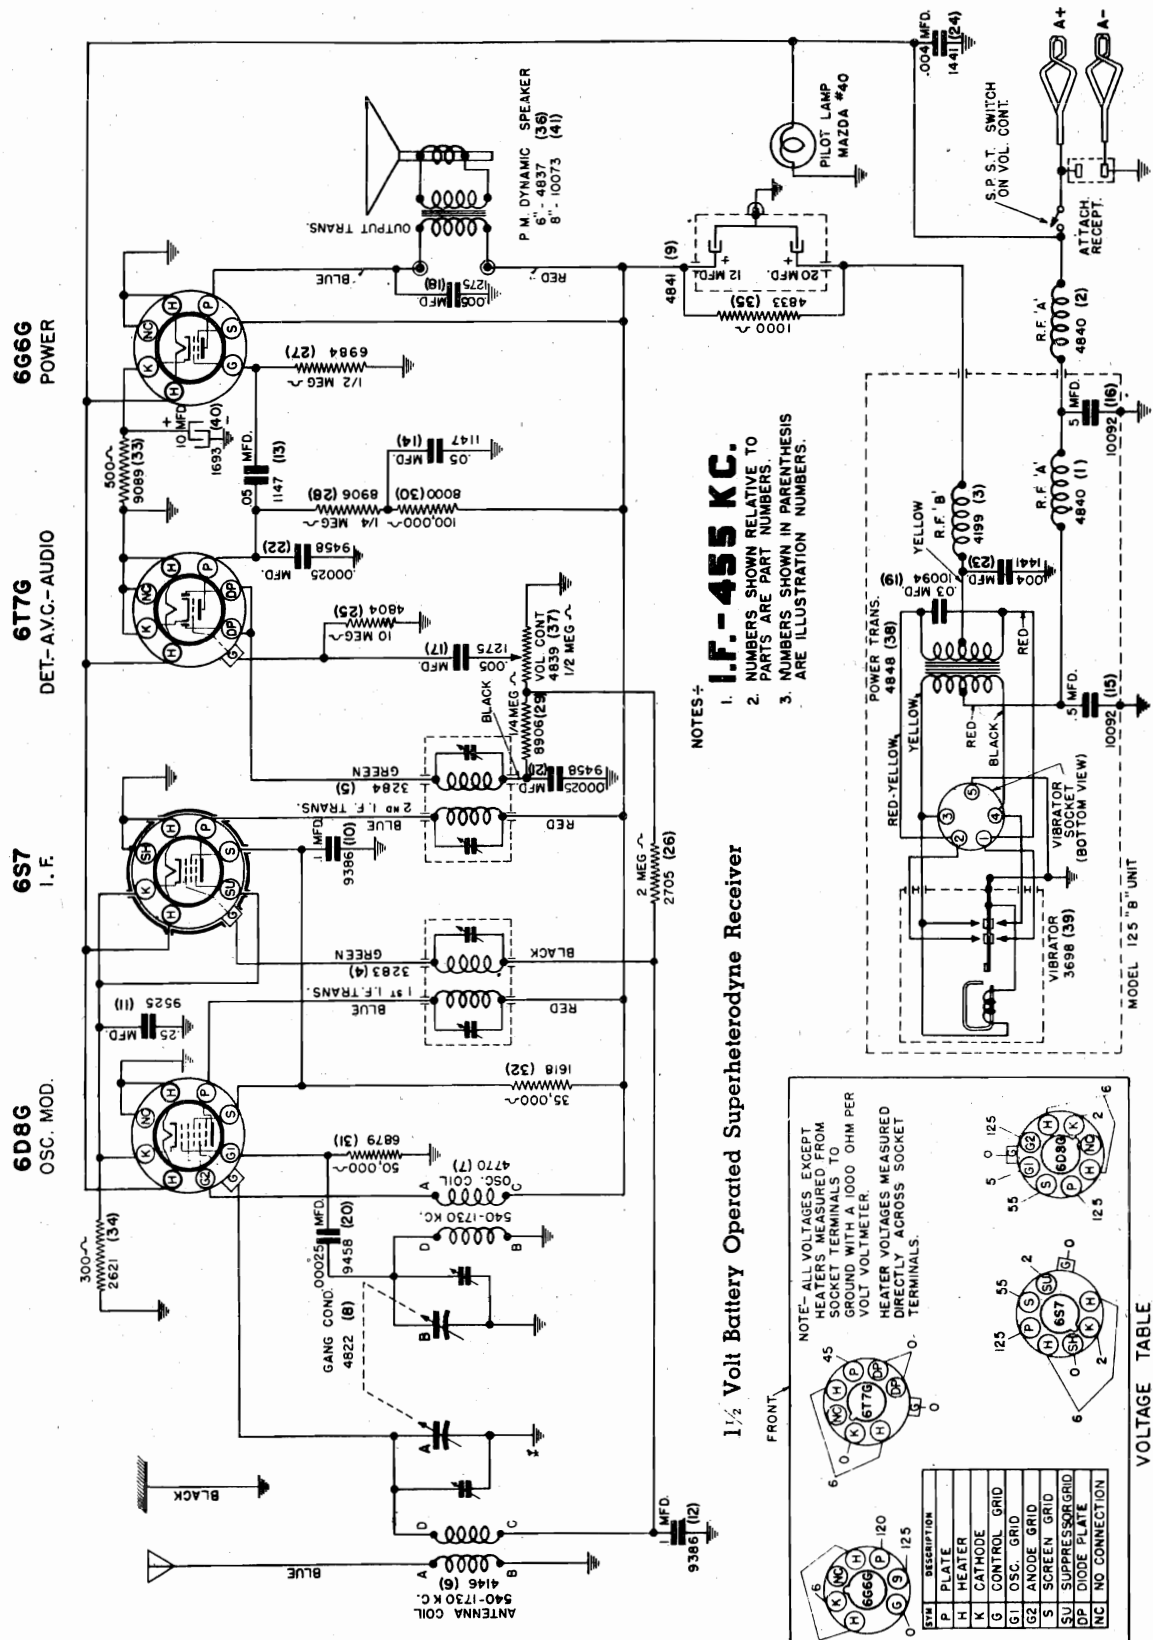 6D8G
OSC. MOD.
6S7
I. F.
6T7G
DET.-A.V.C.-AUDIO
6G6G
POWER
300~
2621 (34)
.25
MFD.
9525 (11)
500~
9089 (33)
10 MFD.
1693 (40)
.05 MFD.
1147 (13)
1/2 MEG~
6984 (27)
BLUE
RED
.005 MFD.
1275 (18)
OUTPUT TRANS.
P. M. DYNAMIC SPEAKER
6" - 4837 (36)
8" - 10073 (41)
.004 MFD.
1441 (24)
PILOT LAMP
MAZDA #40
A+
A-
S.P.S.T. SWITCH
ON VOL. CONT.
ATTACH.
RECEPT.
R.F. 'A'
4840 (2)
4841 (9)
12 MFD.
20 MFD.
1000~
4833 (35)
.00025
MFD.
9458 (22)
1/4 MEG~
8906 (28)
100,000~
8000 (30)
.05
MFD.
1147 (14)
10 MEG~
4804 (25)
.005
MFD.
1275 (17)
VOL. CONT
4839 (37)
1/2 MEG~
1/4 MEG~
8906 (29)
BLACK
.00025
MFD
9458
(21)
GREEN
3284 (5)
2ND I. F. TRANS.
BLUE
RED
.1 MFD.
9386 (10)
2 MEG~
2705 (26)
GREEN
3283 (4)
1ST I.F. TRANS.
BLUE
BLACK
RED
35,000~
1618 (32)
50,000~
6879 (31)
.00025 MFD.
9458 (20)
OSC. COIL
4770 (7)
540-1730 KC.
GANG COND.
4822 (8)
A
B
C
D
BLACK
BLUE
ANTENNA COIL
540-1730 KC.
4146 (6)
A
B
C
D
.1 MFD.
9386 (12)
NOTES÷
1. I.F.-455 KC.
2. NUMBERS SHOWN RELATIVE TO
PARTS ARE PART NUMBERS.
3. NUMBERS SHOWN IN PARENTHESIS
ARE ILLUSTRATION NUMBERS.
1 1/2 Volt Battery Operated Superheterodyne Receiver
POWER TRANS.
4848 (38)
.03 MFD.
10094 (19)
YELLOW
R.F. 'B'
4199 (3)
.004 MFD.
1441 (23)
R.F. 'A'
4840 (1)
.5 MFD.
10092 (16)
.5 MFD.
10092 (15)
RED-YELLOW
YELLOW
RED
BLACK
RED
VIBRATOR
SOCKET
(BOTTOM VIEW)
1
2
3
4
5
VIBRATOR
3698 (39)
MODEL 125 "B" UNIT
FRONT
NOTE-ALL VOLTAGES EXCEPT
HEATERS MEASURED FROM
SOCKET TERMINALS TO
GROUND WITH A 1000 OHM PER
VOLT VOLTMETER.
HEATER VOLTAGES MEASURED
DIRECTLY ACROSS SOCKET
TERMINALS.
6G6G
6T7G
6S7
6D8G
SYM DESCRIPTION
P PLATE
H HEATER
K CATHODE
G CONTROL GRID
G1 OSC. GRID
G2 ANODE GRID
S SCREEN GRID
SU SUPPRESSOR GRID
DP DIODE PLATE
NC NO CONNECTION
VOLTAGE TABLE